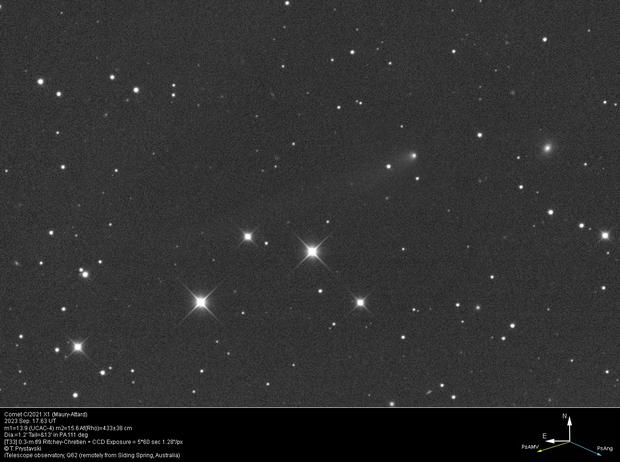 Comet C/2021 X1 (Maury-Attard)
2023 Sep. 17.63 UT
m1=13.9 (UCAC-4) m2=15.6 Af(Rho)=433±38 cm
Dia.=1.2' Tail=&13' in PA111 deg
[T33] 0.3-m f/9 Ritchey-Chretien + CCD Exposure = 5*60 sec 1.28"/px
© T. Prystavski
iTelescope observatory, Q62 (remotely from Siding Spring, Australia)
N
E
PsAMV
PsAng